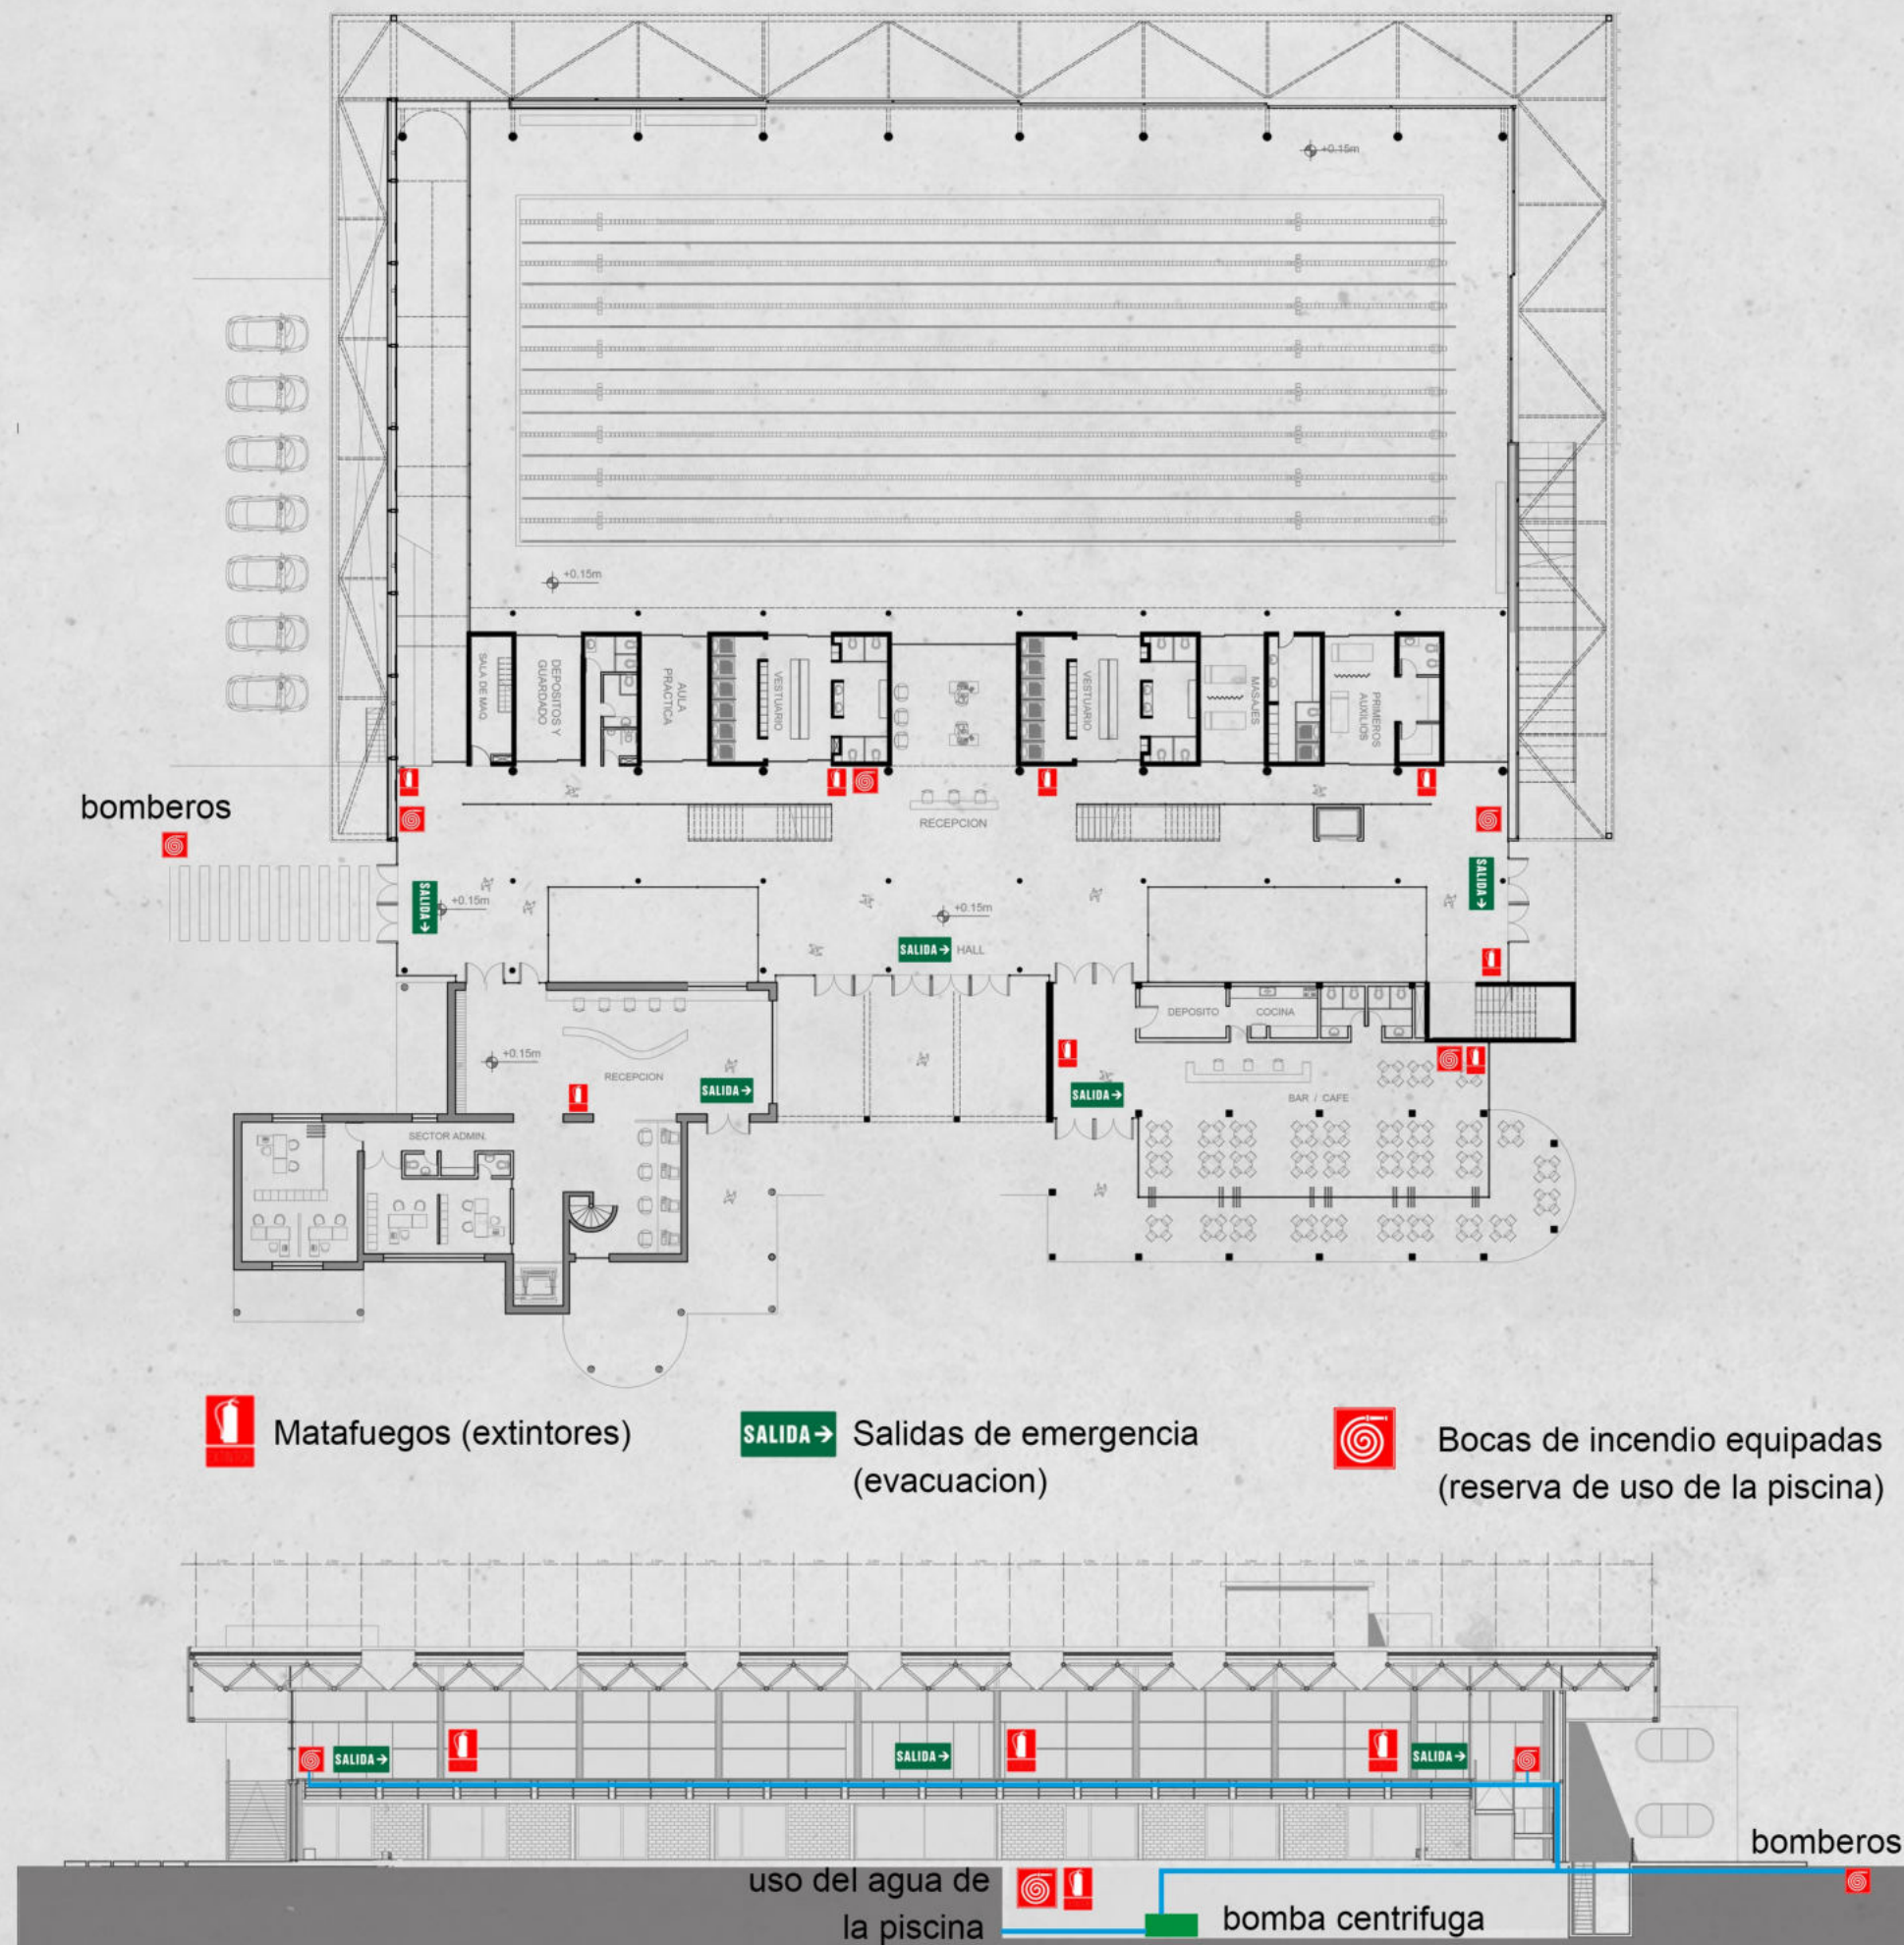 +0.15m
+0.15m
SALA DE MAQ
DEPOSITOS Y
GUARDADO
AULA
PRACTICA
VESTUARIO
VESTUARIO
MASAJES
PRIMEROS
AUXILIOS
bomberos
RECEPCION
SALIDA→
+0.15m
+0.15m
SALIDA→
SALIDA→
HALL
DEPOSITO
COCINA
+0.15m
RECEPCION
SALIDA→
SALIDA→
BAR / CAFE
SECTOR ADMIN.
Matafuegos (extintores)
SALIDA→
Salidas de emergencia
(evacuacion)
Bocas de incendio equipadas
(reserva de uso de la piscina)
SALIDA→
SALIDA→
SALIDA→
bomberos
uso del agua de
la piscina
bomba centrifuga